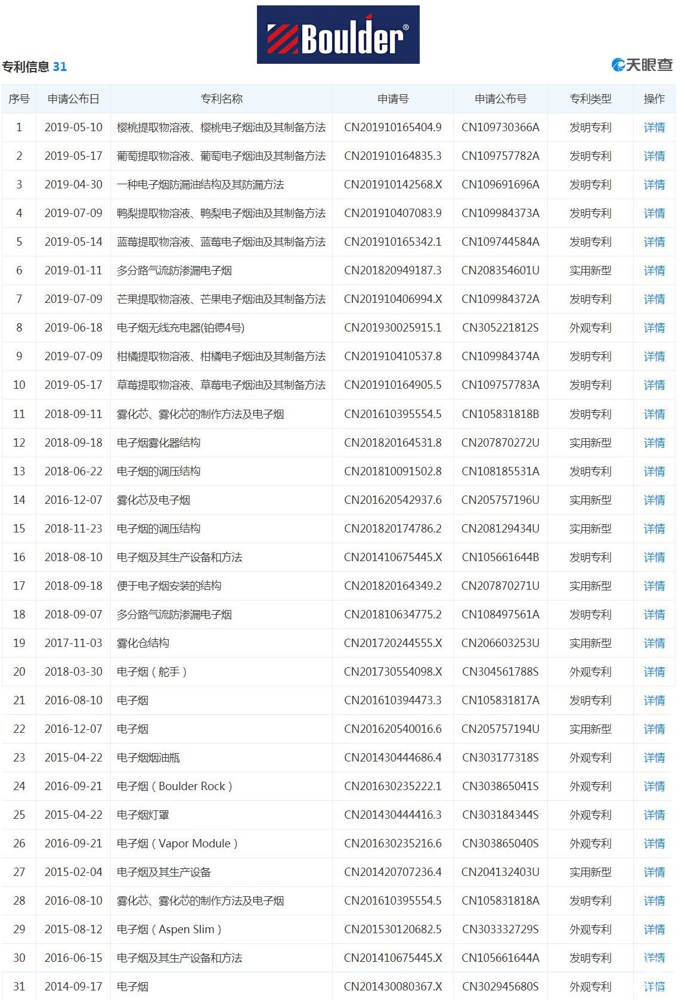 Boulder®
专利信息 31 天眼查
序号 申请公布日 专利名称 申请号 申请公布号 专利类型 操作
1 2019-05-10 樱桃提取物溶液、樱桃电子烟油及其制备方法 CN201910165404.9 CN109730366A 发明专利 详情
2 2019-05-17 葡萄提取物溶液、葡萄电子烟油及其制备方法 CN201910164835.3 CN109757782A 发明专利 详情
3 2019-04-30 一种电子烟防漏油结构及其防漏方法 CN201910142568.X CN109691696A 发明专利 详情
4 2019-07-09 鸭梨提取物溶液、鸭梨电子烟油及其制备方法 CN201910407083.9 CN109984373A 发明专利 详情
5 2019-05-14 蓝莓提取物溶液、蓝莓电子烟油及其制备方法 CN201910165342.1 CN109744584A 发明专利 详情
6 2019-01-11 多分路气流防渗漏电子烟 CN201820949187.3 CN208354601U 实用新型 详情
7 2019-07-09 芒果提取物溶液、芒果电子烟油及其制备方法 CN201910406994.X CN109984372A 发明专利 详情
8 2019-06-18 电子烟无线充电器(铂德4号) CN201930025915.1 CN305221812S 外观专利 详情
9 2019-07-09 柑橘提取物溶液、柑橘电子烟油及其制备方法 CN201910410537.8 CN109984374A 发明专利 详情
10 2019-05-17 草莓提取物溶液、草莓电子烟油及其制备方法 CN201910164905.5 CN109757783A 发明专利 详情
11 2018-09-11 雾化芯、雾化芯的制作方法及电子烟 CN201610395554.5 CN105831818B 发明专利 详情
12 2018-09-18 电子烟雾化器结构 CN201820164531.8 CN207870272U 实用新型 详情
13 2018-06-22 电子烟的调压结构 CN201810091502.8 CN108185531A 发明专利 详情
14 2016-12-07 雾化芯及电子烟 CN201620542937.6 CN205757196U 实用新型 详情
15 2018-11-23 电子烟的调压结构 CN201820174786.2 CN208129434U 实用新型 详情
16 2018-08-10 电子烟及其生产设备和方法 CN201410675445.X CN105661644B 发明专利 详情
17 2018-09-18 便于电子烟安装的结构 CN201820164349.2 CN207870271U 实用新型 详情
18 2018-09-07 多分路气流防渗漏电子烟 CN201810634775.2 CN108497561A 发明专利 详情
19 2017-11-03 雾化仓结构 CN201720244555.X CN206603253U 实用新型 详情
20 2018-03-30 电子烟（舵手） CN201730554098.X CN304561788S 外观专利 详情
21 2016-08-10 电子烟 CN201610394473.3 CN105831817A 发明专利 详情
22 2016-12-07 电子烟 CN201620540016.6 CN205757194U 实用新型 详情
23 2015-04-22 电子烟烟油瓶 CN201430444686.4 CN303177318S 外观专利 详情
24 2016-09-21 电子烟（Boulder Rock） CN201630235222.1 CN303865041S 外观专利 详情
25 2015-04-22 电子烟灯罩 CN201430444416.3 CN303184344S 外观专利 详情
26 2016-09-21 电子烟（Vapor Module） CN201630235216.6 CN303865040S 外观专利 详情
27 2015-02-04 电子烟及其生产设备 CN201420707236.4 CN204132403U 实用新型 详情
28 2016-08-10 雾化芯、雾化芯的制作方法及电子烟 CN201610395554.5 CN105831818A 发明专利 详情
29 2015-08-12 电子烟（Aspen Slim） CN201530120682.5 CN303332729S 外观专利 详情
30 2016-06-15 电子烟及其生产设备和方法 CN201410675445.X CN105661644A 发明专利 详情
31 2014-09-17 电子烟 CN201430080367.X CN302945680S 外观专利 详情